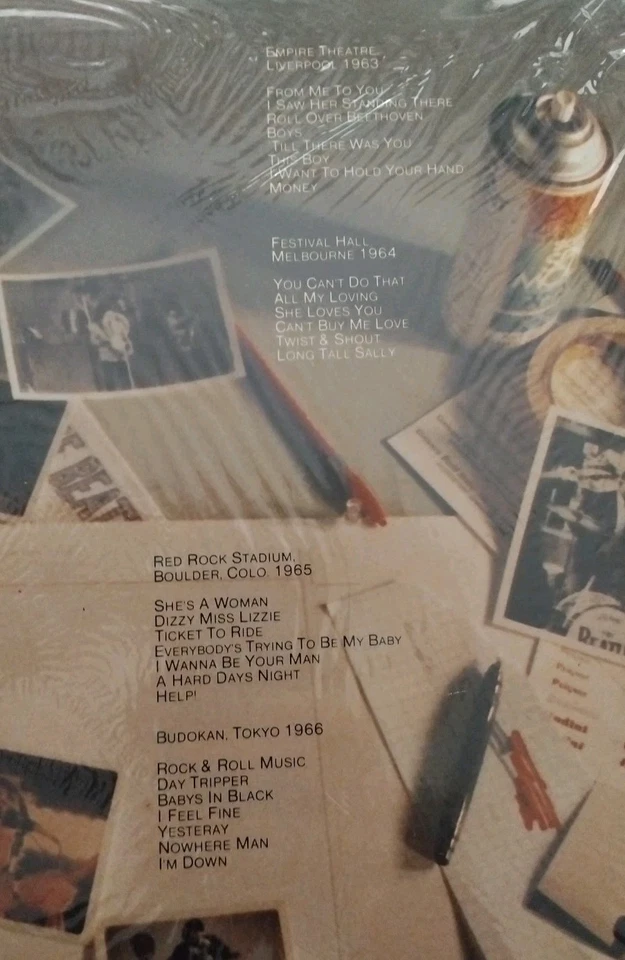 EMPIRE THEATRE
LIVERPOOL 1963
FROM ME TO YOU
I SAW HER STANDING THERE
ROLL OVER BEETHOVEN
BOYS
'TILL THERE WAS YOU
THIS BOY
I WANT TO HOLD YOUR HAND
MONEY
FESTIVAL HALL
MELBOURNE 1964
YOU CAN'T DO THAT
ALL MY LOVING
SHE LOVES YOU
CAN'T BUY ME LOVE
TWIST & SHOUT
LONG TALL SALLY
THE BEAT
RED ROCK STADIUM,
BOULDER, COLO. 1965
SHE'S A WOMAN
DIZZY MISS LIZZIE
TICKET TO RIDE
EVERYBODY'S TRYING TO BE MY BABY
I WANNA BE YOUR MAN
A HARD DAYS NIGHT
HELP!
THE
BEATL
BUDOKAN, TOKYO 1966
ROCK & ROLL MUSIC
DAY TRIPPER
BABYS IN BLACK
I FEEL FINE
YESTERAY
NOWHERE MAN
I'M DOWN